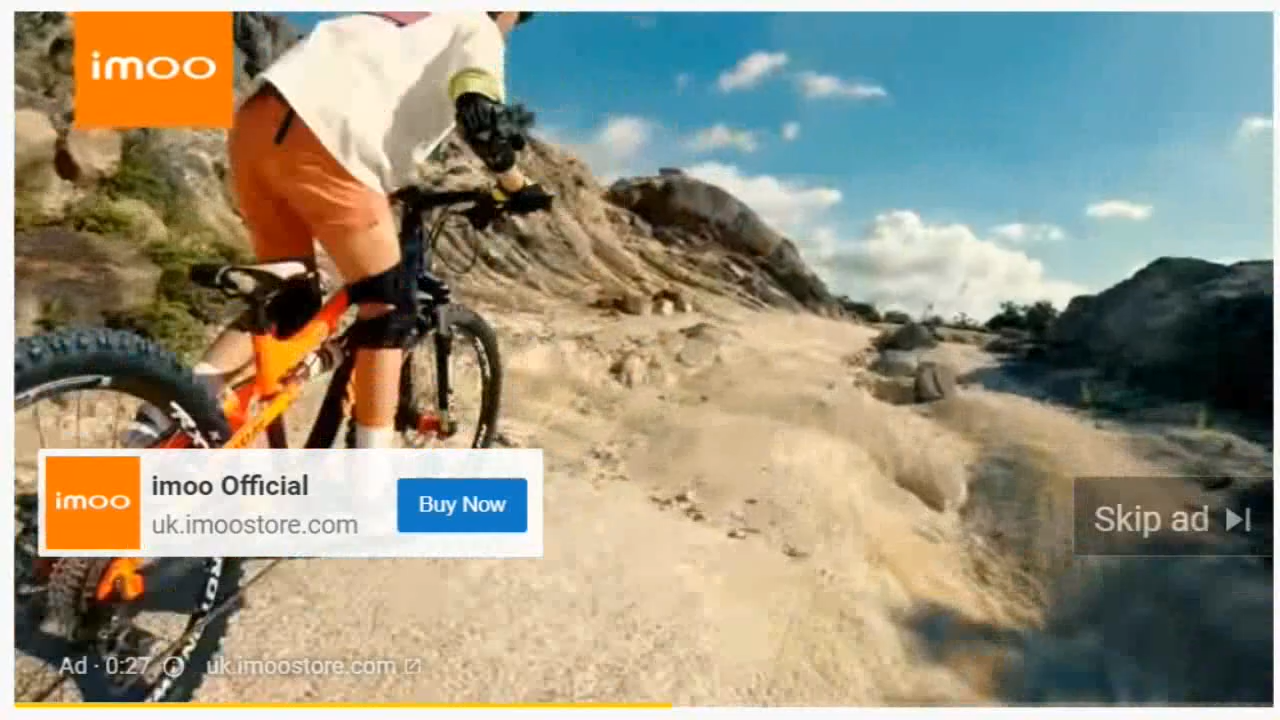 imoo
imoo
imoo Official
uk.imoostore.com
Buy Now
Skip ad
Ad · 0:27
uk.imoostore.com